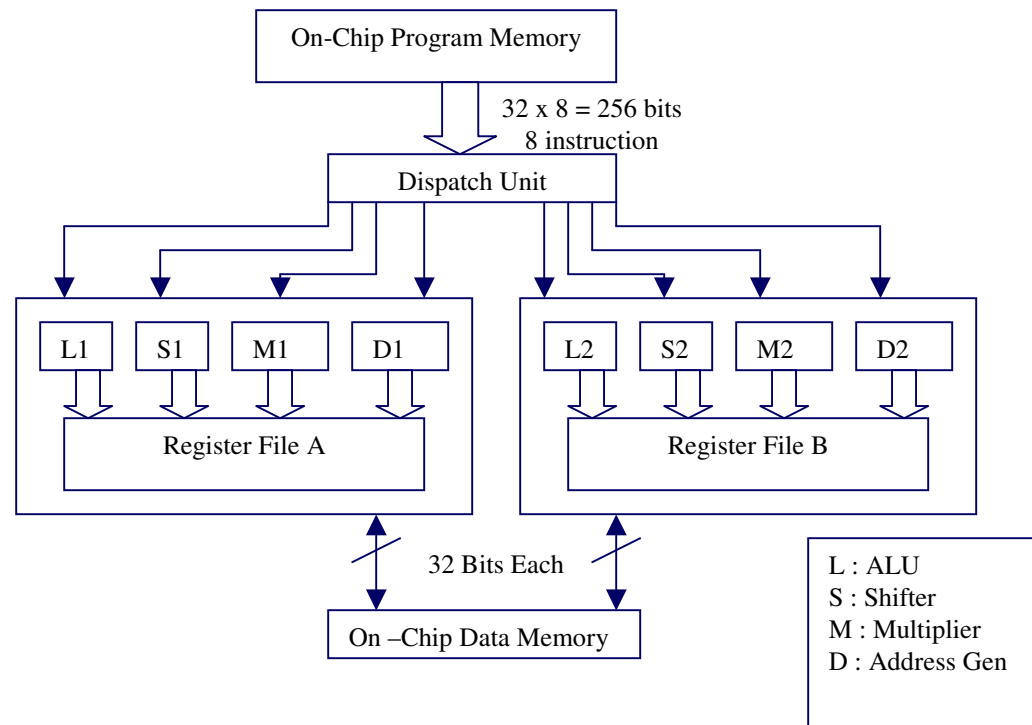 On-Chip Program Memory
32 x 8 = 256 bits
8 instruction
Dispatch Unit
L1 S1 M1 D1 L2 S2 M2 D2
Register File A Register File B
32 Bits Each
On –Chip Data Memory
L : ALU
S : Shifter
M : Multiplier
D : Address Gen